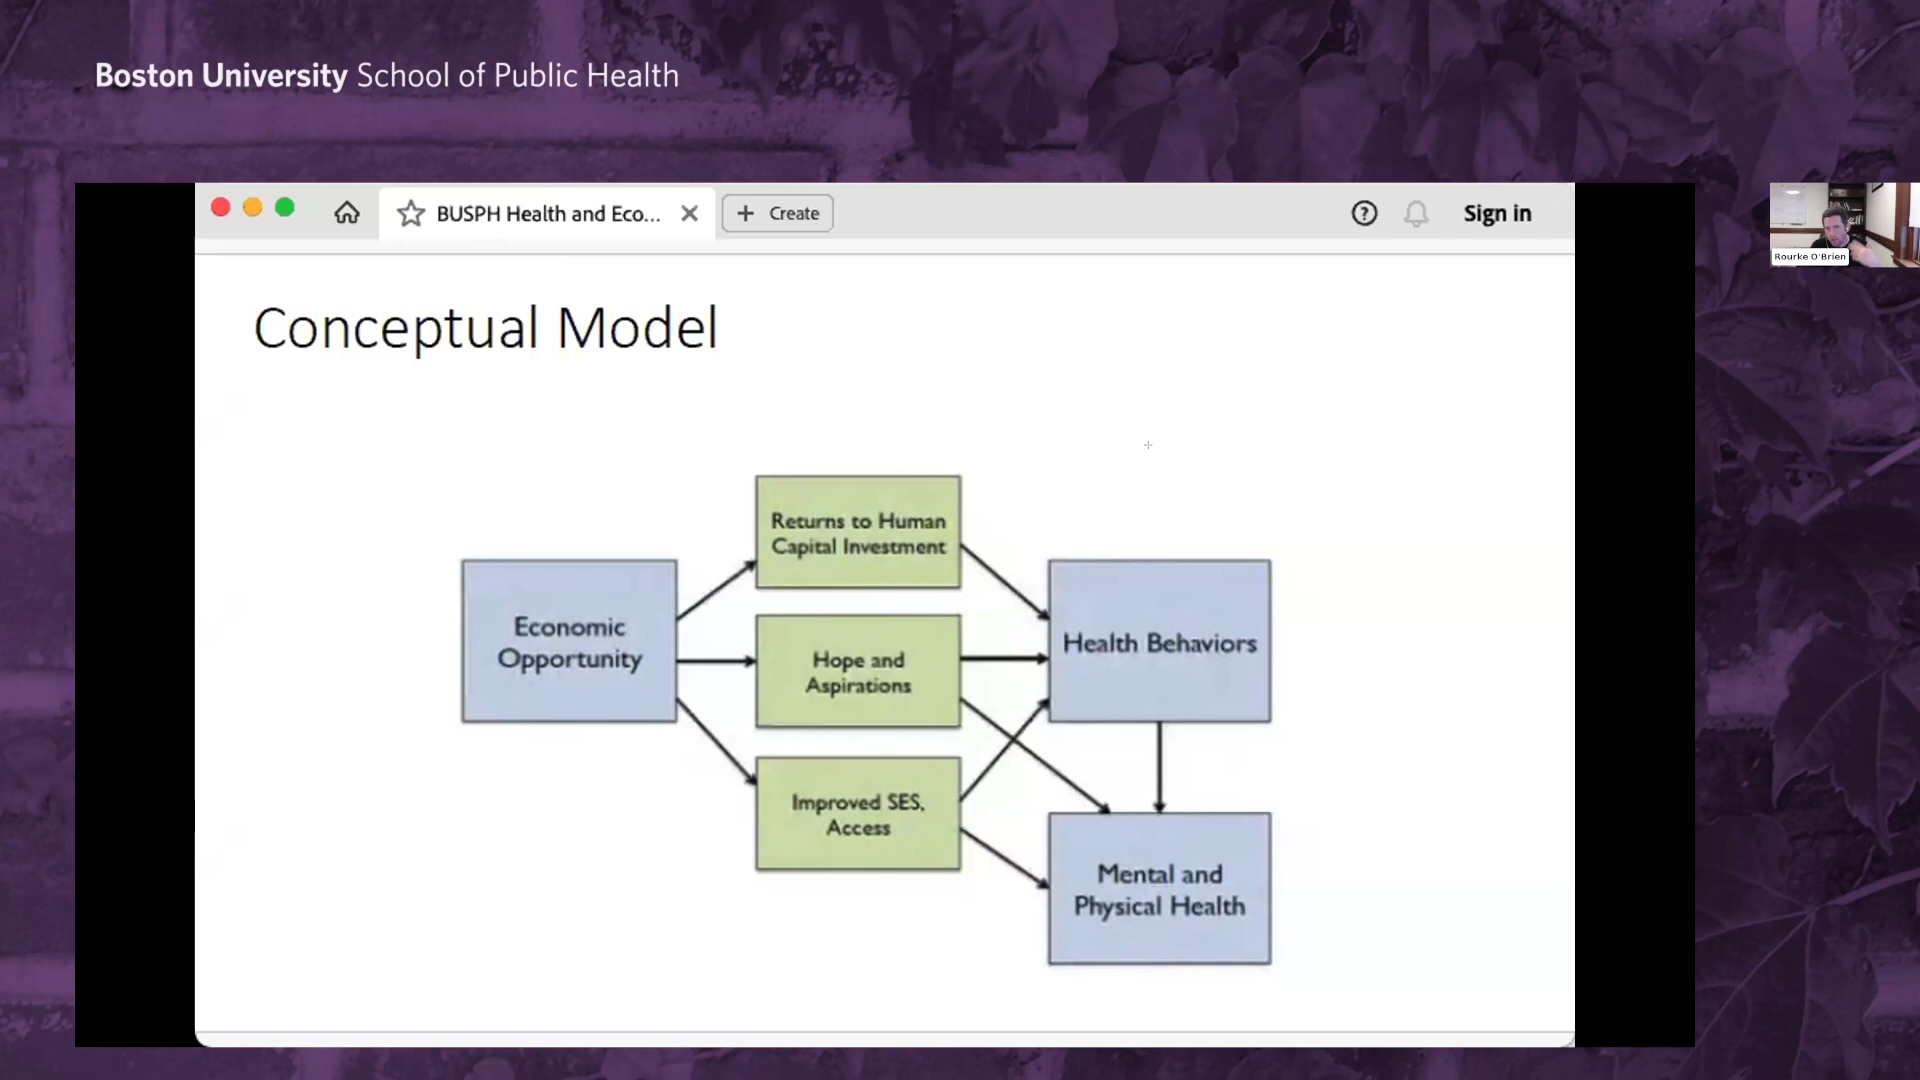 Boston University School of Public Health
BUSPH Health and Eco...
Create
Sign in
Rourke O'Brien
Conceptual Model
Returns to Human
Capital Investment
Economic
Opportunity
Hope and
Aspirations
Health Behaviors
Improved SES,
Access
Mental and
Physical Health